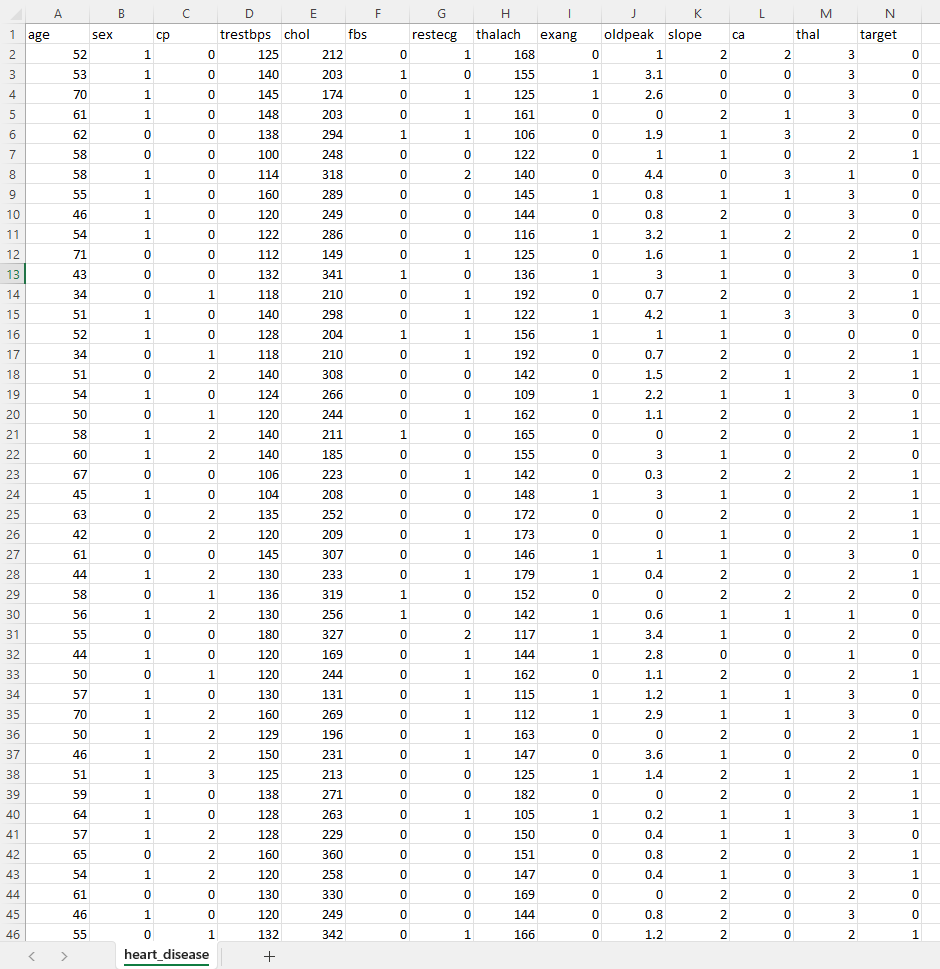 A B C D E F G H I J K L M N
1 age sex cp trestbps chol fbs restecg thalach exang oldpeak slope ca thal target
2 52 1 0 125 212 0 1 168 0 1 2 2 3 0
3 53 1 0 140 203 1 0 155 1 3.1 0 0 3 0
4 70 1 0 145 174 0 1 125 1 2.6 0 0 3 0
5 61 1 0 148 203 0 1 161 0 0 2 1 3 0
6 62 0 0 138 294 1 1 106 0 1.9 1 3 2 0
7 58 0 0 100 248 0 0 122 0 1 1 0 2 1
8 58 1 0 114 318 0 2 140 0 4.4 0 3 1 0
9 55 1 0 160 289 0 0 145 1 0.8 1 1 3 0
10 46 1 0 120 249 0 0 144 0 0.8 2 0 3 0
11 54 1 0 122 286 0 0 116 1 3.2 1 2 2 0
12 71 0 0 112 149 0 1 125 0 1.6 1 0 2 1
13 43 0 0 132 341 1 0 136 1 3 1 0 3 0
14 34 0 1 118 210 0 1 192 0 0.7 2 0 2 1
15 51 1 0 140 298 0 1 122 1 4.2 1 3 3 0
16 52 1 0 128 204 1 1 156 1 1 1 0 0 0
17 34 0 1 118 210 0 1 192 0 0.7 2 0 2 1
18 51 0 2 140 308 0 0 142 0 1.5 2 1 2 1
19 54 1 0 124 266 0 0 109 1 2.2 1 1 3 0
20 50 0 1 120 244 0 1 162 0 1.1 2 0 2 1
21 58 1 2 140 211 1 0 165 0 0 2 0 2 1
22 60 1 2 140 185 0 0 155 0 3 1 0 2 0
23 67 0 0 106 223 0 1 142 0 0.3 2 2 2 1
24 45 1 0 104 208 0 0 148 1 3 1 0 2 1
25 63 0 2 135 252 0 0 172 0 0 2 0 2 1
26 42 0 2 120 209 0 1 173 0 0 1 0 2 1
27 61 0 0 145 307 0 0 146 1 1 1 0 3 0
28 44 1 2 130 233 0 1 179 1 0.4 2 0 2 1
29 58 0 1 136 319 1 0 152 0 0 2 2 2 0
30 56 1 2 130 256 1 0 142 1 0.6 1 1 1 0
31 55 0 0 180 327 0 2 117 1 3.4 1 0 2 0
32 44 1 0 120 169 0 1 144 1 2.8 0 0 1 0
33 50 0 1 120 244 0 1 162 0 1.1 2 0 2 1
34 57 1 0 130 131 0 1 115 1 1.2 1 1 3 0
35 70 1 2 160 269 0 1 112 1 2.9 1 1 3 0
36 50 1 2 129 196 0 1 163 0 0 2 0 2 1
37 46 1 2 150 231 0 1 147 0 3.6 1 0 2 0
38 51 1 3 125 213 0 0 125 1 1.4 2 1 2 1
39 59 1 0 138 271 0 0 182 0 0 2 0 2 1
40 64 1 0 128 263 0 1 105 1 0.2 1 1 3 1
41 57 1 2 128 229 0 0 150 0 0.4 1 1 3 0
42 65 0 2 160 360 0 0 151 0 0.8 2 0 2 1
43 54 1 2 120 258 0 0 147 0 0.4 1 0 3 1
44 61 0 0 130 330 0 0 169 0 0 2 0 2 0
45 46 1 0 120 249 0 0 144 0 0.8 2 0 3 0
46 55 0 1 132 342 0 1 166 0 1.2 2 0 2 1
heart_disease